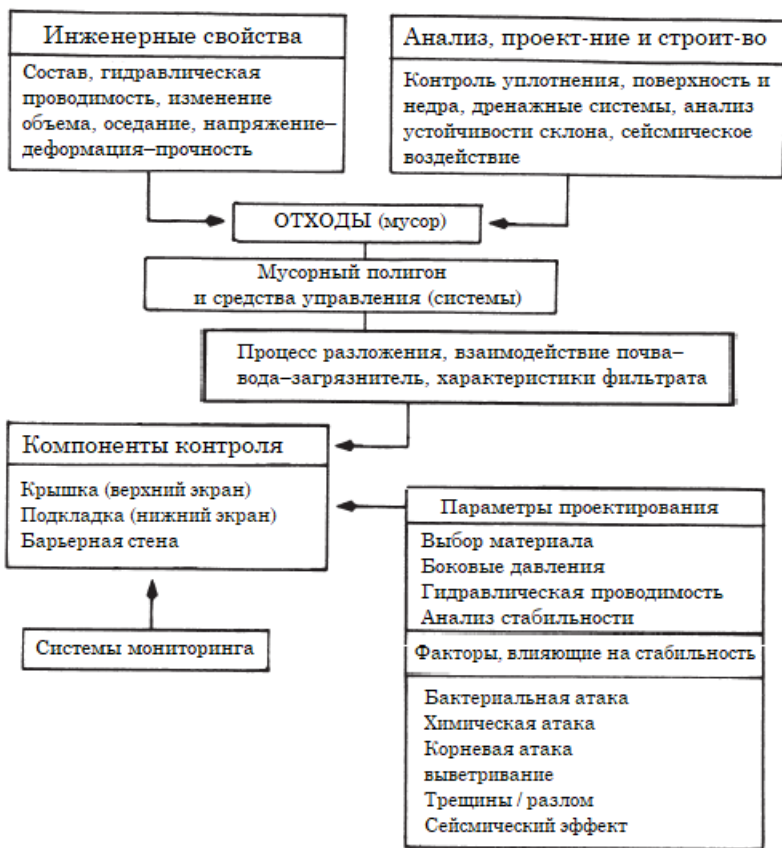 Инженерные свойства
Состав, гидравлическая
проводимость, изменение
объема, оседание, напряжение–
деформация–прочность
Анализ, проект-ние и строит-во
Контроль уплотнения, поверхность и
недра, дренажные системы, анализ
устойчивости склона, сейсмическое
воздействие
ОТХОДЫ (мусор)
Мусорный полигон
и средства управления (системы)
Процесс разложения, взаимодействие почва–
вода–загрязнитель, характеристики фильтрата
Компоненты контроля
Крышка (верхний экран)
Подкладка (нижний экран)
Барьерная стена
Системы мониторинга
Параметры проектирования
Выбор материала
Боковые давления
Гидравлическая проводимость
Анализ стабильности
Факторы, влияющие на стабильность
Бактериальная атака
Химическая атака
Корневая атака
выветривание
Трещины / разлом
Сейсмический эффект